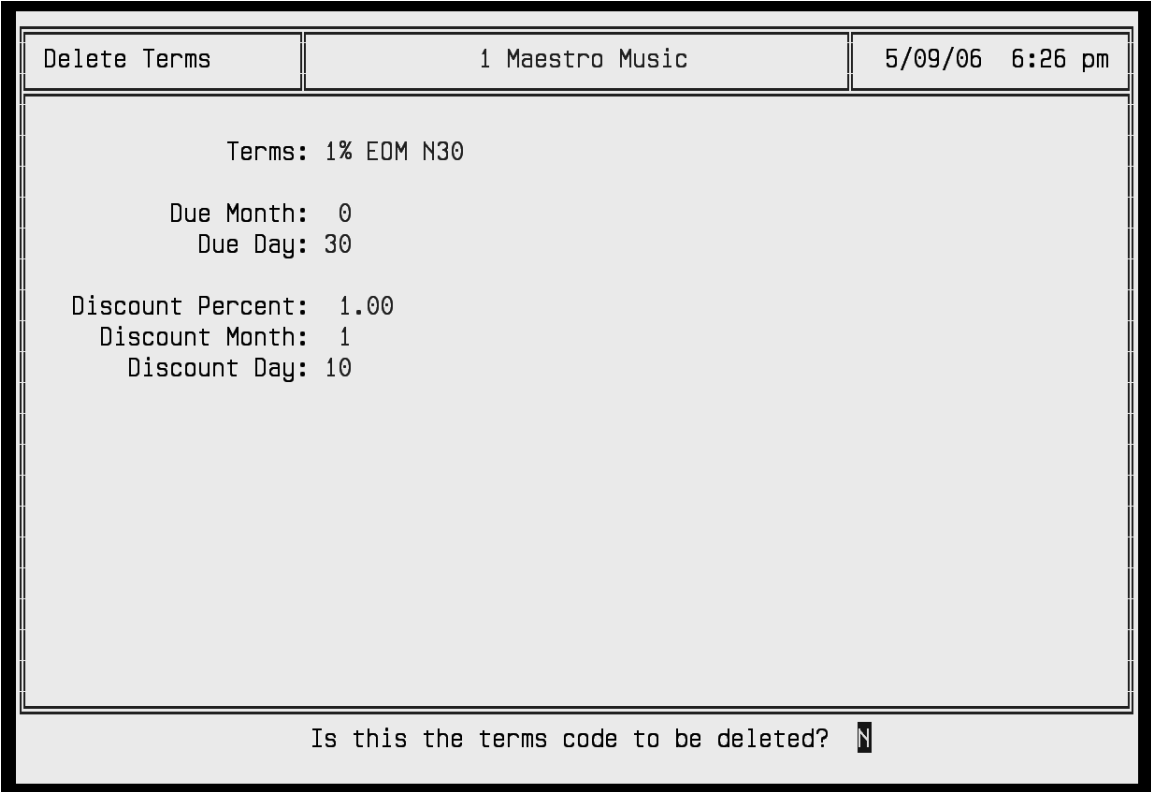 Delete Terms 1 Maestro Music 5/09/06 6:26 pm
Terms: 1% EOM N30
Due Month: 0
Due Day: 30
Discount Percent: 1.00
Discount Month: 1
Discount Day: 10
Is this the terms code to be deleted? N